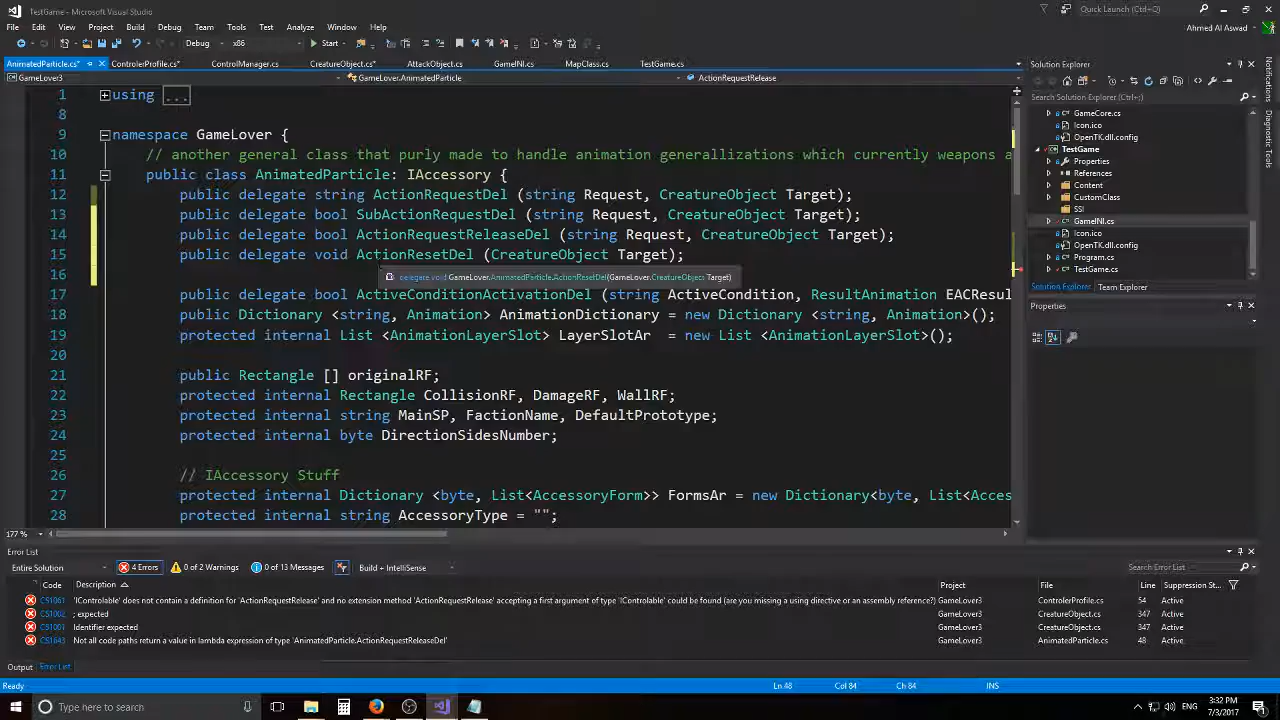 TestGame - Microsoft Visual Studio
Quick Launch (Ctrl+Q)
File Edit View Project Build Debug Team Tools Test Analyze Window Help
Ahmed Al Aswad
Debug x86 Start
AnimatedParticle.cs* ControlerProfile.cs* ControlManager.cs CreatureObject.cs* AttackObject.cs GameINI.cs MapClass.cs TestGame.cs
GameLover3 GameLover.AnimatedParticle ActionRequestRelease
1 using ...
8
9 namespace GameLover {
10 // another general class that purly made to handle animation generallizations which currently weapons a
11 public class AnimatedParticle: IAccessory {
12 public delegate string ActionRequestDel (string Request, CreatureObject Target);
13 public delegate bool SubActionRequestDel (string Request, CreatureObject Target);
14 public delegate bool ActionRequestReleaseDel (string Request, CreatureObject Target);
15 public delegate void ActionResetDel (CreatureObject Target);
16
delegate void GameLover.AnimatedParticle.ActionResetDel(GameLover.CreatureObject Target)
17 public delegate bool ActiveConditionActivationDel (string ActiveCondition, ResultAnimation EACResul
18 public Dictionary <string, Animation> AnimationDictionary = new Dictionary <string, Animation>();
19 protected internal List <AnimationLayerSlot> LayerSlotAr = new List <AnimationLayerSlot>();
20
21 public Rectangle [] originalRF;
22 protected internal Rectangle CollisionRF, DamageRF, WallRF;
23 protected internal string MainSP, FactionName, DefaultPrototype;
24 protected internal byte DirectionSidesNumber;
25
26 // IAccessory Stuff
27 protected internal Dictionary <byte, List<AccessoryForm>> FormsAr = new Dictionary<byte, List<Acces
28 protected internal string AccessoryType = "";
177 %
Solution Explorer
Search Solution Explorer (Ctrl+;)
GameCore.cs
Icon.ico
OpenTK.dll.config
TestGame
Properties
References
Content
CustomClass
SSI
GameINI.cs
Icon.ico
OpenTK.dll.config
Program.cs
TestGame.cs
Solution Explorer Team Explorer
Properties
Notifications
Diagnostic Tools
Error List
Entire Solution 4 Errors 0 of 2 Warnings 0 of 13 Messages Build + IntelliSense Search Error List
Code Description Project File Line Suppression St...
CS1061 'IControlable' does not contain a definition for 'ActionRequestRelease' and no extension method 'ActionRequestRelease' accepting a first argument of type 'IControlable' could be found (are you missing a using directive or an assembly reference?) GameLover3 ControlerProfile.cs 54 Active
CS1002 ; expected GameLover3 CreatureObject.cs 347 Active
CS1001 Identifier expected GameLover3 CreatureObject.cs 347 Active
CS1643 Not all code paths return a value in lambda expression of type 'AnimatedParticle.ActionRequestReleaseDel' GameLover3 AnimatedParticle.cs 48 Active
Output Error List
Ready Ln 48 Col 84 Ch 84 INS
Type here to search
ENG
3:32 PM
7/3/2017